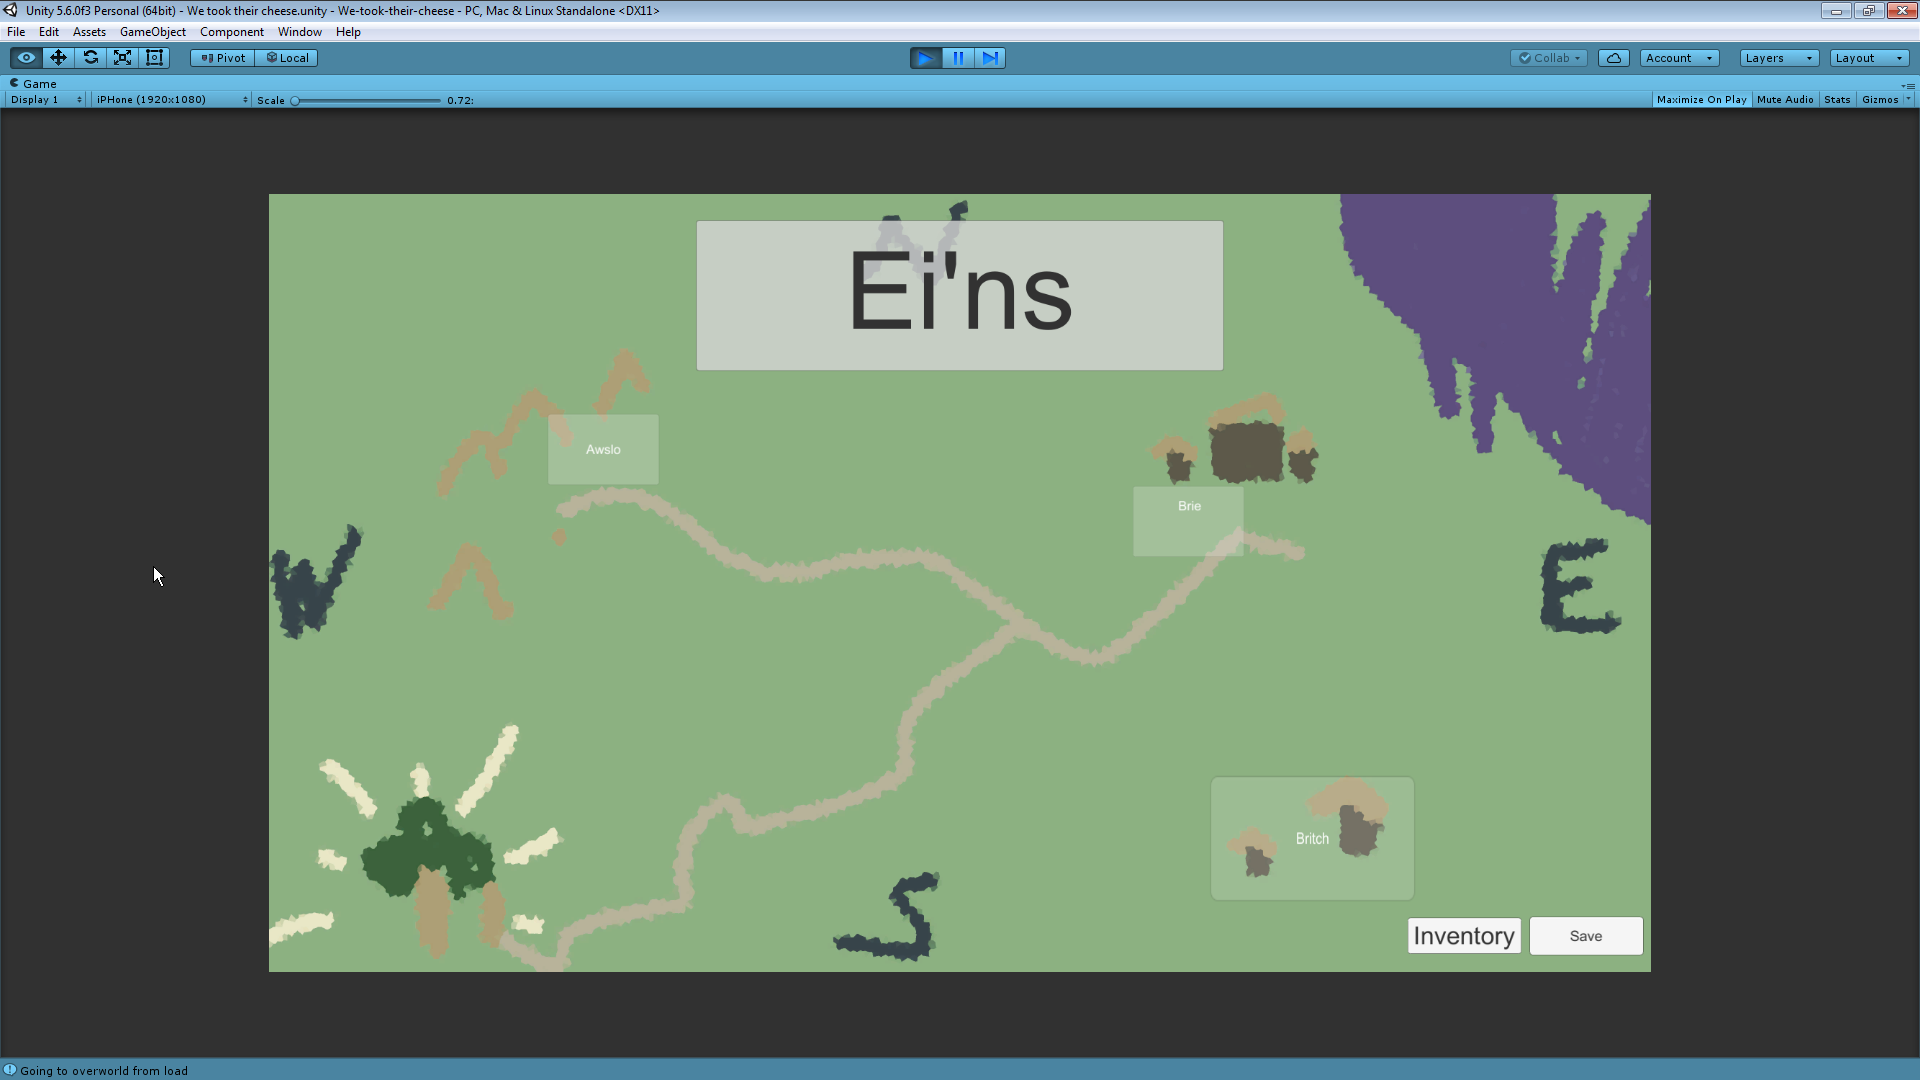 Unity 5.6.0f3 Personal (64bit) - We took their cheese.unity - We-took-their-cheese - PC, Mac & Linux Standalone <DX11>
File Edit Assets GameObject Component Window Help
Pivot Local Collab Account Layers Layout
Game
Display 1 iPHone (1920x1080) Scale 0.72: Maximize On Play Mute Audio Stats Gizmos
N
Ei'ns
Awslo
Brie
W
E
Britch
S
Inventory Save
Going to overworld from load